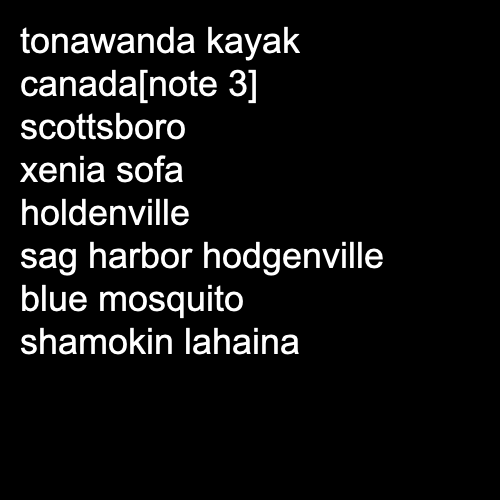 tonawanda kayak
canada[note 3]
scottsboro
xenia sofa
holdenville
sag harbor hodgenville
blue mosquito
shamokin lahaina